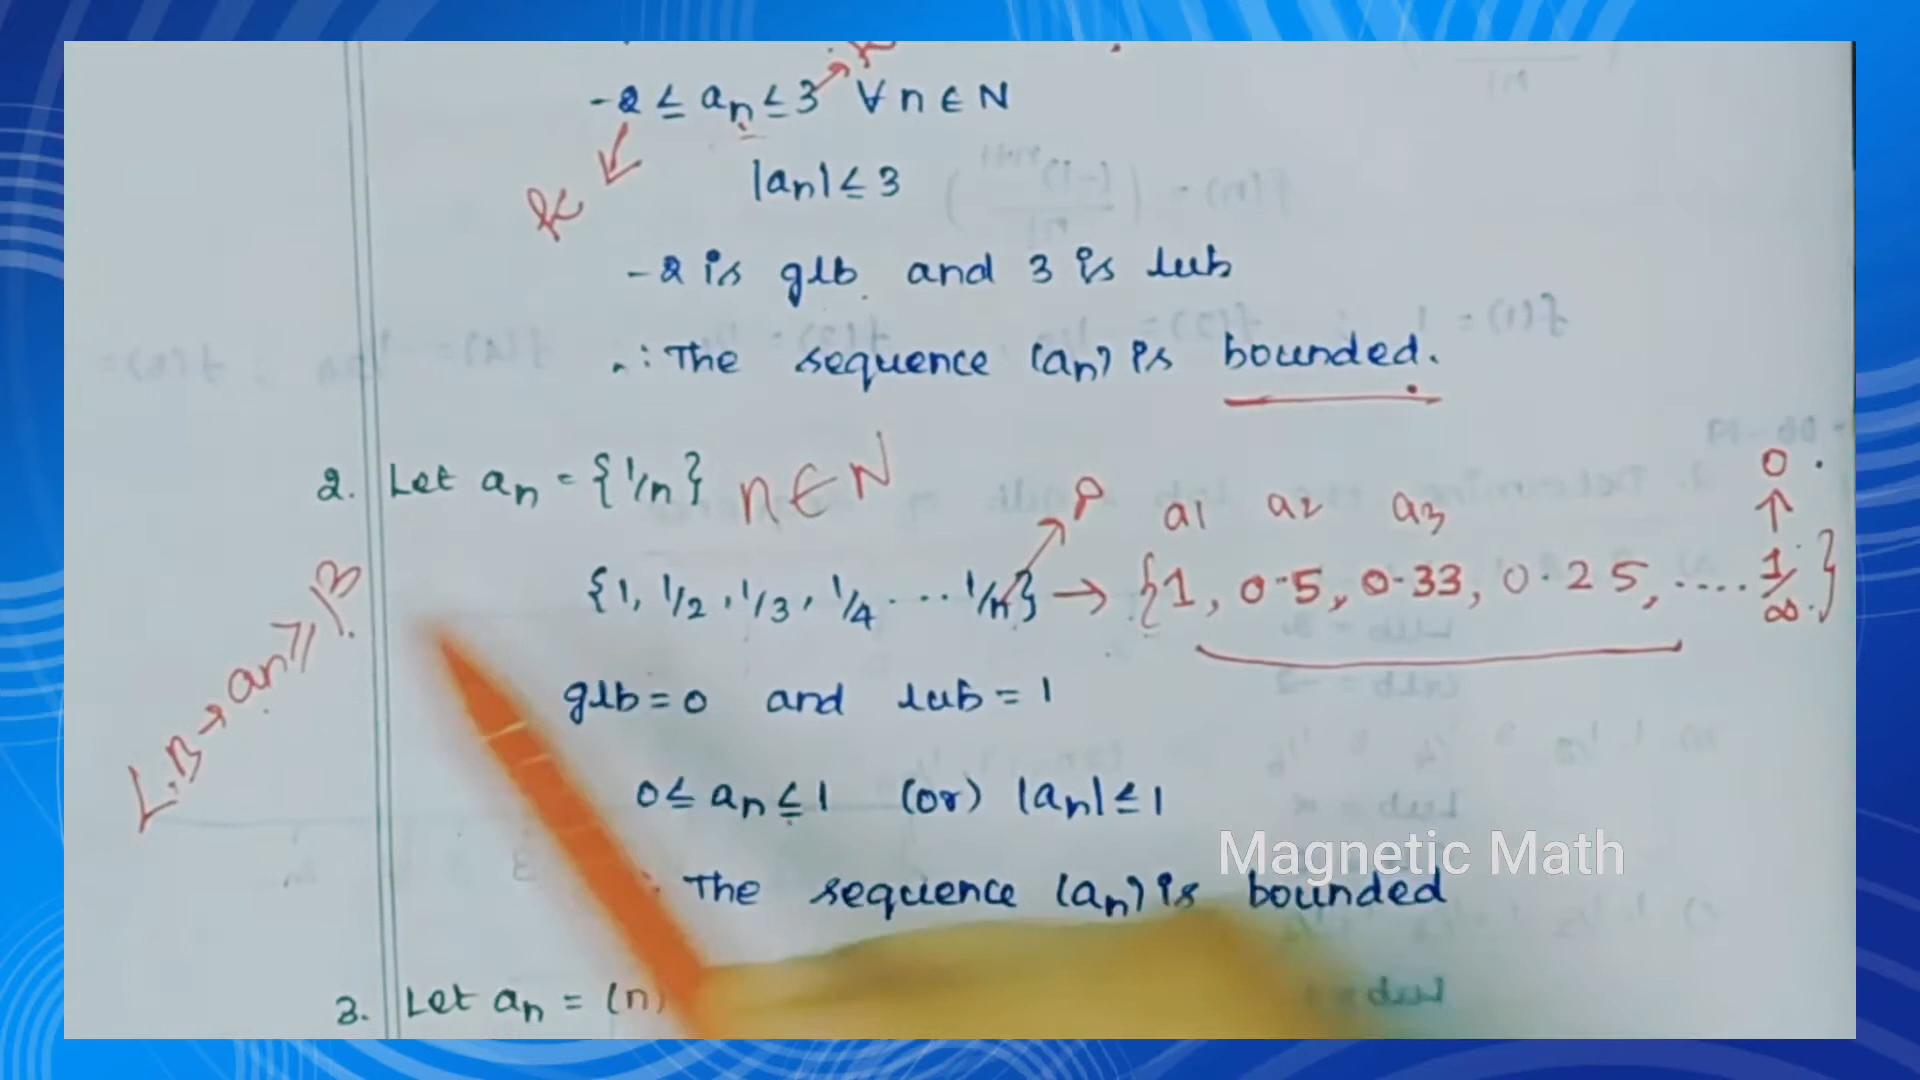 -2 ≤ an ≤ 3 ∀ n ∈ N
k
|an| ≤ 3
-2 is glb and 3 is lub
∴ The sequence (an) is bounded.
2. Let an = {1/n} n ∈ N
a1 a2 a3 0
{1, 1/2, 1/3, 1/4 ... 1/n} → {1, 0.5, 0.33, 0.25, .... 1/∞}
L.B → an ≥ B
glb = 0 and lub = 1
0 ≤ an ≤ 1 (or) |an| ≤ 1
Magnetic Math
∴ The sequence (an) is bounded
3. Let an = (n)